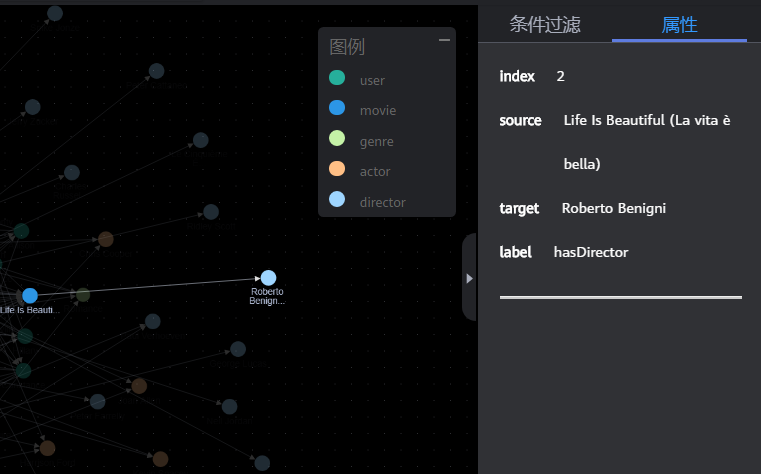 图例
user
movie
genre
actor
director
Life Is Beauti...
Roberto
Benign...
条件过滤 属性
index 2
source Life Is Beautiful (La vita è
bella)
target Roberto Benigni
label hasDirector